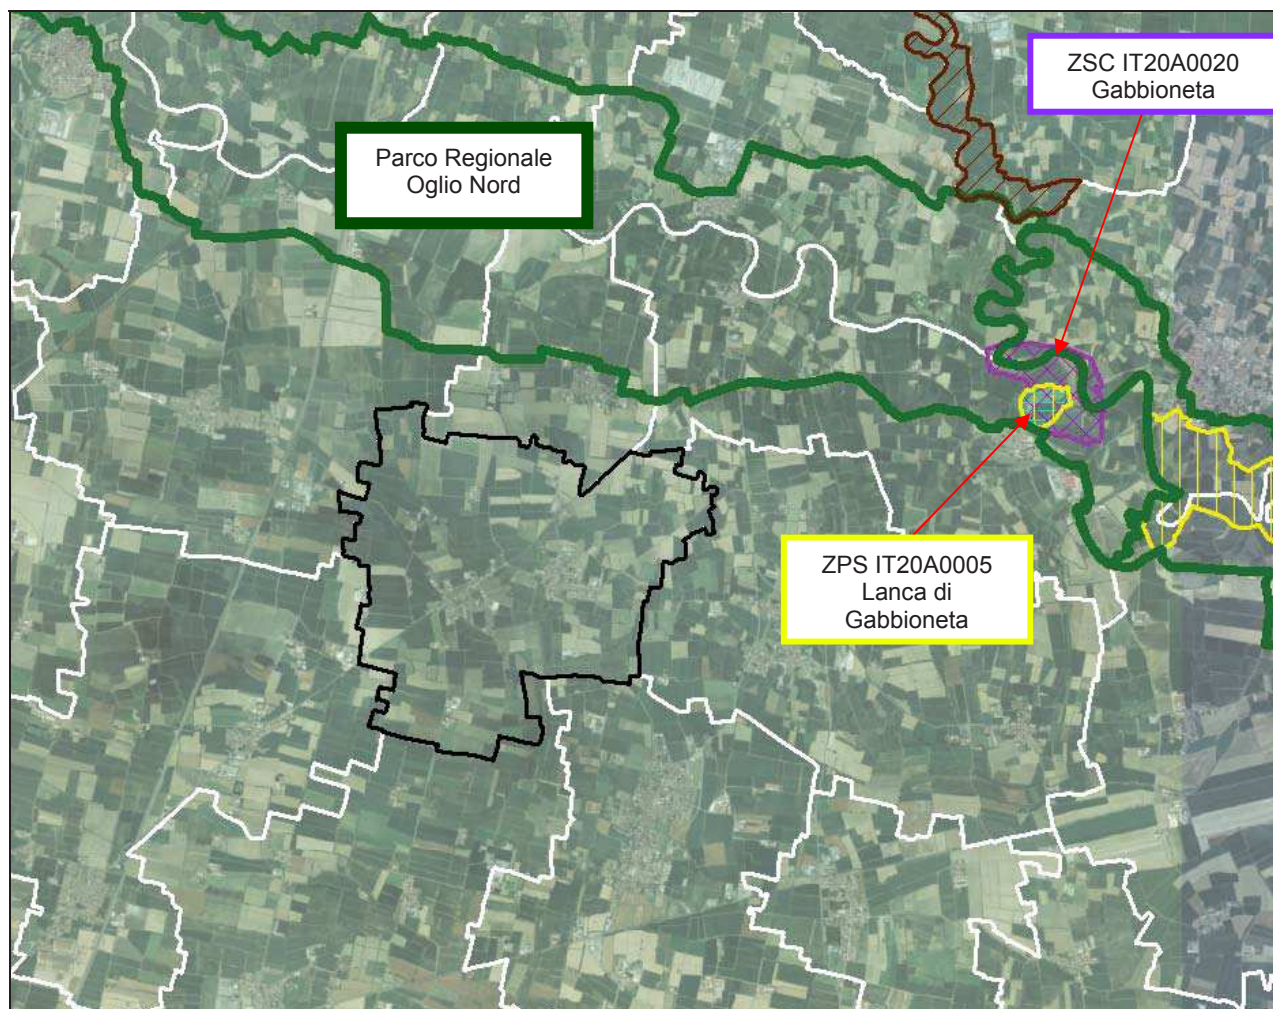 ZSC IT20A0020
Gabbioneta
Parco Regionale
Oglio Nord
ZPS IT20A0005
Lanca di
Gabbioneta